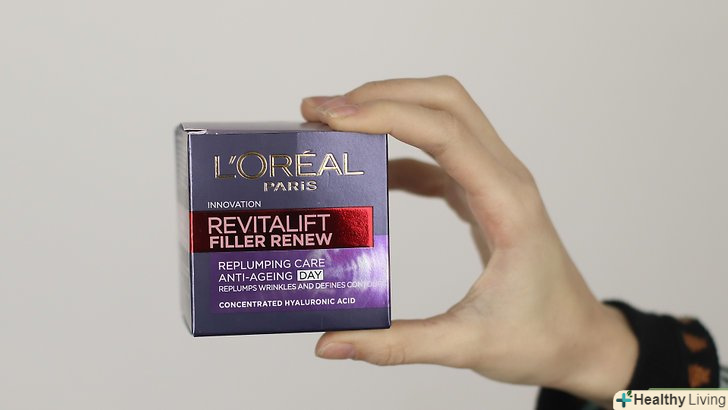 L'ORÉAL
PARIS
INNOVATION
REVITALIFT
FILLER RENEW
REPLUMPING CARE
ANTI-AGEING DAY
REPLUMPS WRINKLES AND DEFINES
CONCENTRATED HYALURONIC ACID
Healthy Living